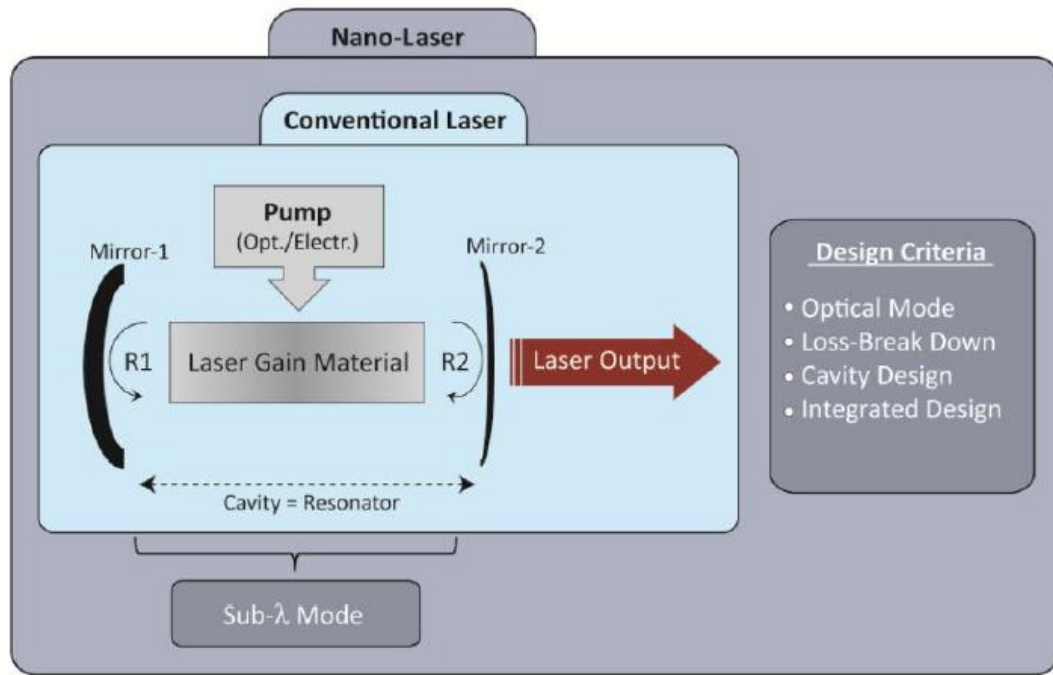 Nano-Laser
Conventional Laser
Pump
(Opt./Electr.)
Mirror-1
Mirror-2
R1
Laser Gain Material
R2
Laser Output
Cavity = Resonator
Sub-λ Mode
Design Criteria
• Optical Mode
• Loss-Break Down
• Cavity Design
• Integrated Design